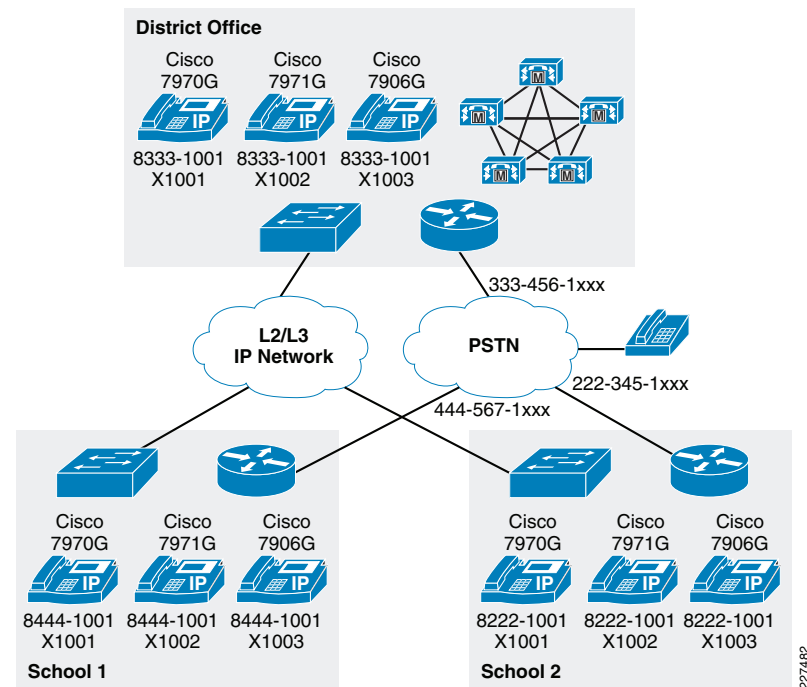 District Office
Cisco 7970G
Cisco 7971G
Cisco 7906G
M
M
M
M
M
IP
IP
IP
8333-1001 X1001
8333-1001 X1002
8333-1001 X1003
333-456-1xxx
L2/L3
IP Network
PSTN
222-345-1xxx
444-567-1xxx
Cisco 7970G
Cisco 7971G
Cisco 7906G
IP
IP
IP
8444-1001 X1001
8444-1001 X1002
8444-1001 X1003
School 1
Cisco 7970G
Cisco 7971G
Cisco 7906G
IP
IP
IP
8222-1001 X1001
8222-1001 X1002
8222-1001 X1003
School 2
227482